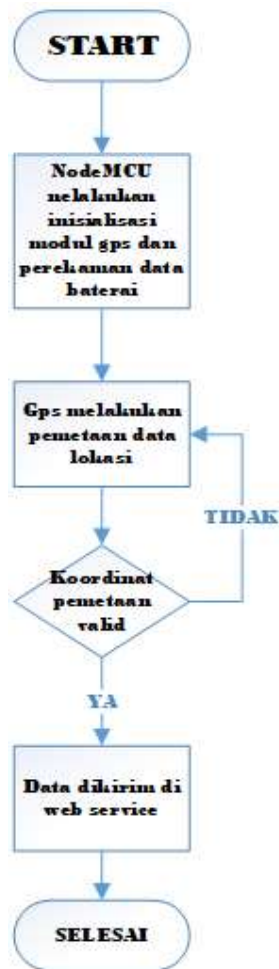 START
NodeMCU
nelakukan
inisialisasi
modul gps dan
perekaman data
baterai
Gps melakukan
pemetaan data
lokasi
TIDAK
Koordinat
pemetaan
valid
YA
Data dikirim di
web service
SELESAI